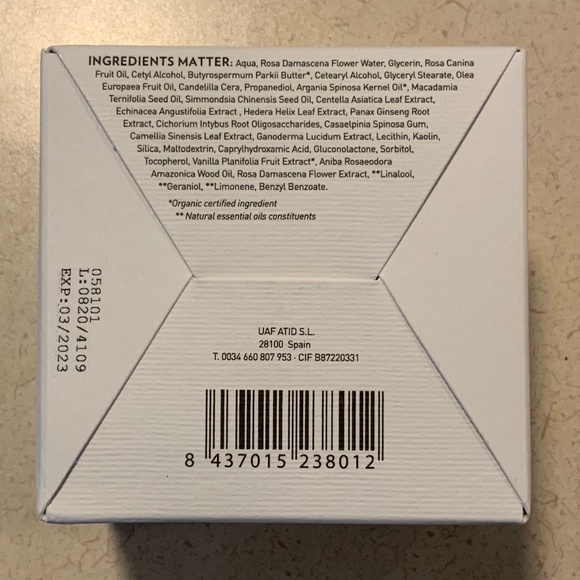 INGREDIENTS MATTER: Aqua, Rosa Damascena Flower Water, Glycerin, Rosa Canina
Fruit Oil, Cetyl Alcohol, Butyrospermum Parkii Butter*, Cetearyl Alcohol, Glyceryl Stearate, Olea
Europaea Fruit Oil, Candelilla Cera, Propanediol, Argania Spinosa Kernel Oil*, Macadamia
Ternifolia Seed Oil, Simmondsia Chinensis Seed Oil, Centella Asiatica Leaf Extract,
Echinacea Angustifolia Extract , Hedera Helix Leaf Extract, Panax Ginseng Root
Extract, Cichorium Intybus Root Oligosaccharides, Casaelpinia Spinosa Gum,
Camellia Sinensis Leaf Extract, Ganoderma Lucidum Extract, Lecithin, Kaolin,
Silica, Maltodextrin, Caprylhydroxamic Acid, Gluconolactone, Sorbitol,
Tocopherol, Vanilla Planifolia Fruit Extract*, Aniba Rosaeodora
Amazonica Wood Oil, Rosa Damascena Flower Extract, **Linalool,
**Geraniol, **Limonene, Benzyl Benzoate.
*Organic certified ingredient
** Natural essential oils constituents
058101
L:0820/4109
EXP:03/2023
UAF ATID S.L.
28100 Spain
T. 0034 660 807 953 · CIF B87220331
8 437015 238012